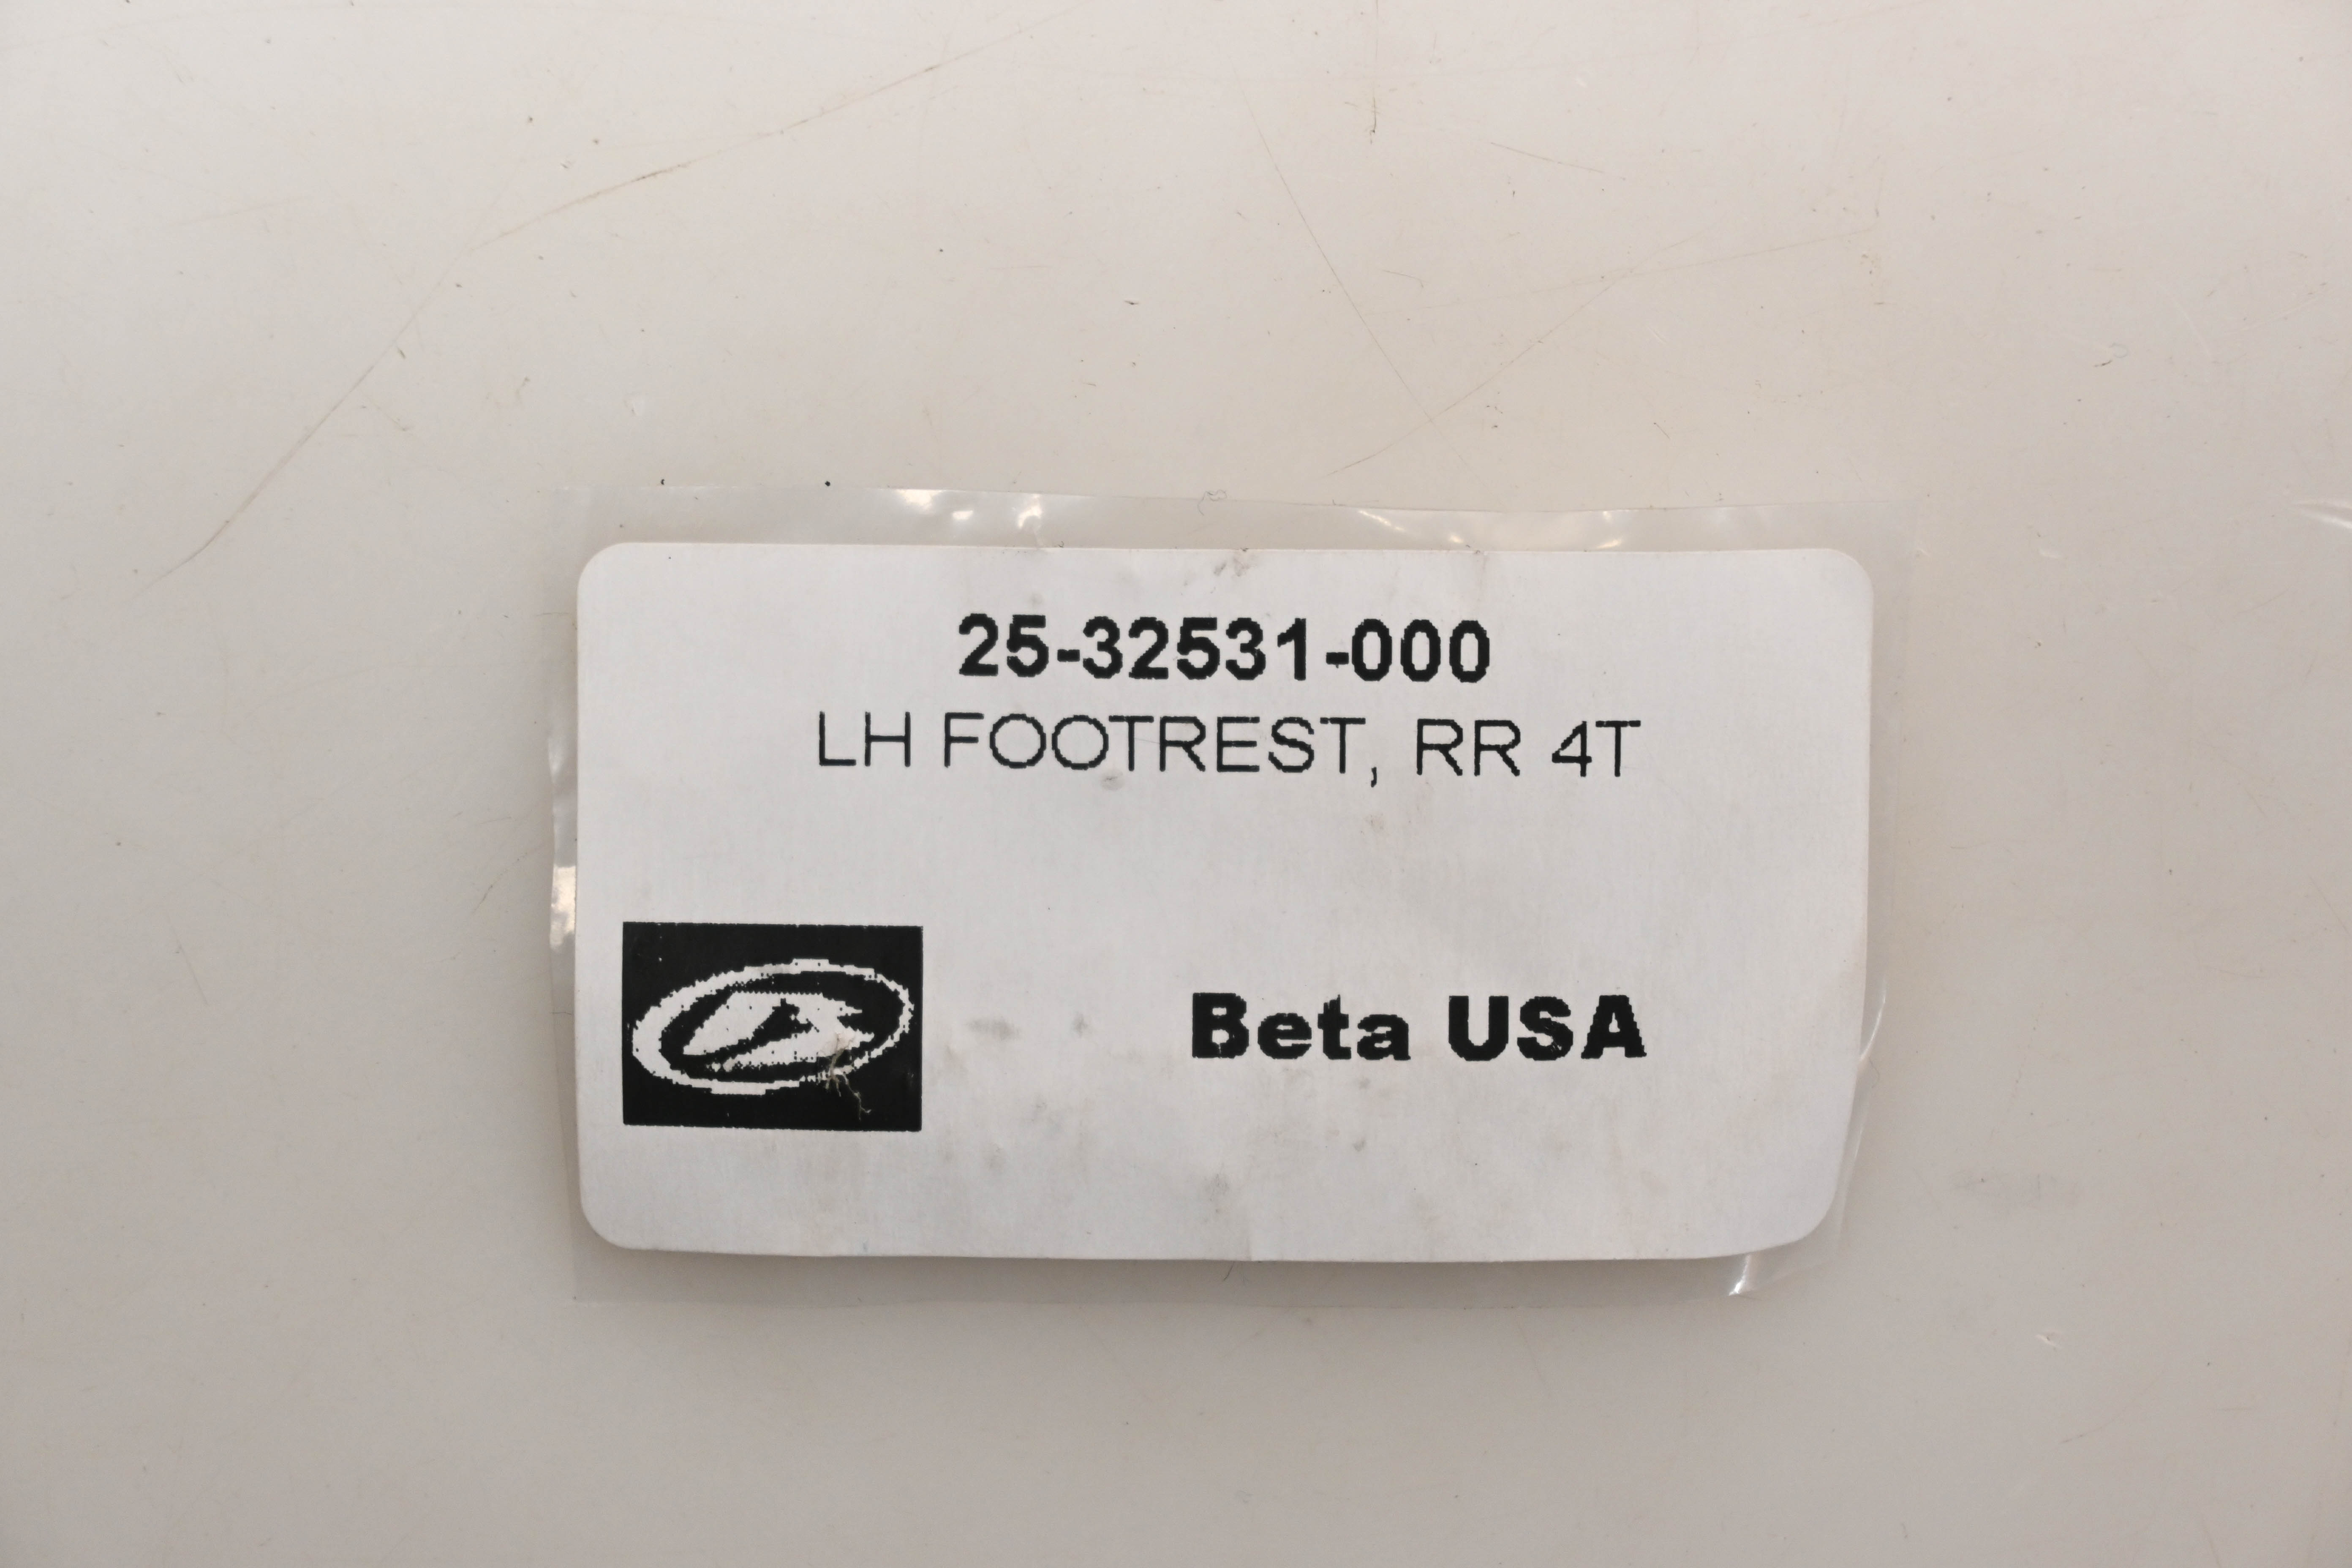 25-32531-000
LH FOOTREST, RR 4T
Beta USA